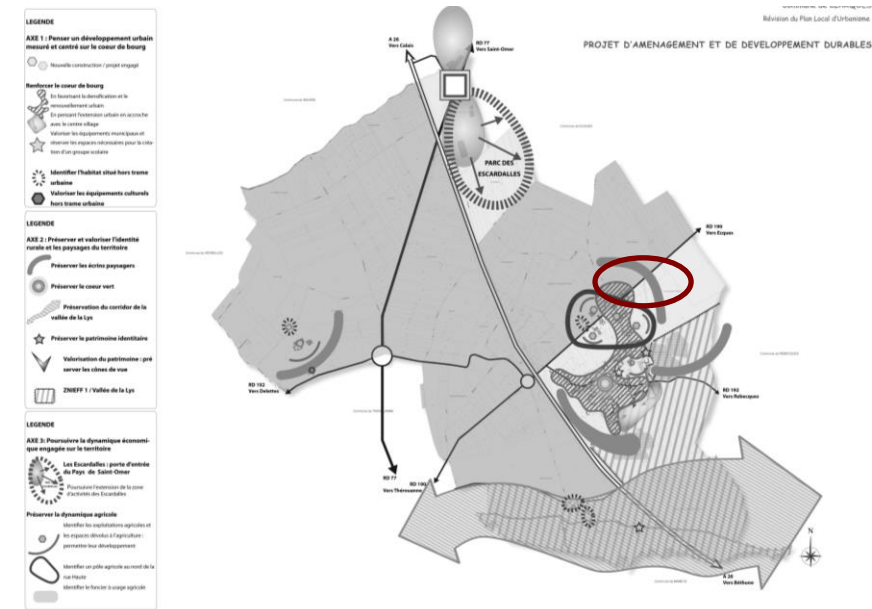 Révision du Plan Local d'Urbanisme
PROJET D'AMENAGEMENT ET DE DEVELOPPEMENT DURABLES
LEGENDE
AXE 1 : Penser un développement urbain
mesuré et centré sur le coeur de bourg
Nouvelle construction / projet engagé
Renforcer le coeur de bourg
En favorisant la densification et le
renouvellement urbain
En pensant l'extension urbain en accroche
avec le centre village
Valoriser les équipements municipaux et
réserver les espaces nécessaires pour la créa-
tion d'un groupe scolaire
Identifier l'habitat situé hors trame
urbaine
Valoriser les équipements culturels
hors trame urbaine
LEGENDE
AXE 2 : Préserver et valoriser l'identité
rurale et les paysages du territoire
Préserver les écrins paysagers
Préserver le coeur vert
Préservation du corridor de la
vallée de la Lys
Préserver le patrimoine identitaire
Valorisation du patrimoine : pré
server les cônes de vue
ZNIEFF 1 / Vallée de la Lys
LEGENDE
AXE 3: Poursuivre la dynamique économi-
que engagée sur le territoire
Les Escardalles : porte d'entrée
du Pays de Saint-Omer
Poursuivre l'extension de la zone
d'activités des Escardalles
Préserver la dynamique agricole
Identifier les exploitations agricoles et
les espaces dévolus à l'agriculture :
permettre leur développement
Identifier un pôle agricole au nord de la
rue Haute
Identifier le foncier à usage agricole
A 26
Vers Calais
RD 77
Vers Saint-Omer
PARC DES
ESCARDALLES
RD 190
Vers Ecques
RD 192
Vers Delettes
RD 192
Vers Rebecques
RD 77
RD 190
Vers Thérouanne
N
A 26
Vers Béthune